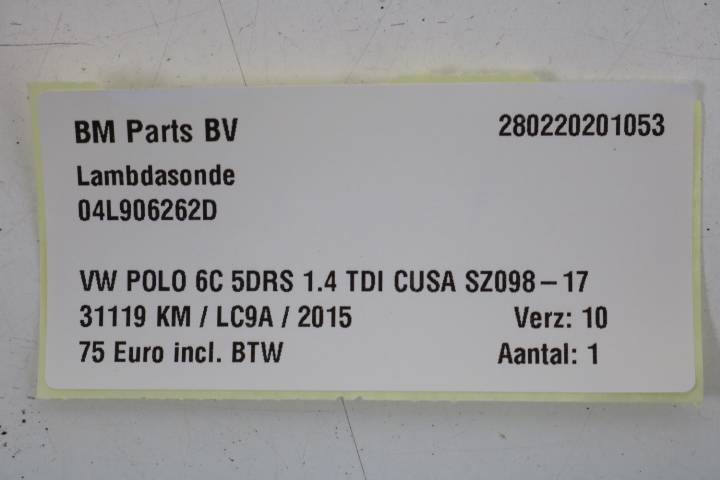 BM Parts BV 280220201053
Lambdasonde
04L906262D
VW POLO 6C 5DRS 1.4 TDI CUSA SZ098-17
31119 KM / LC9A / 2015 Verz: 10
75 Euro incl. BTW Aantal: 1